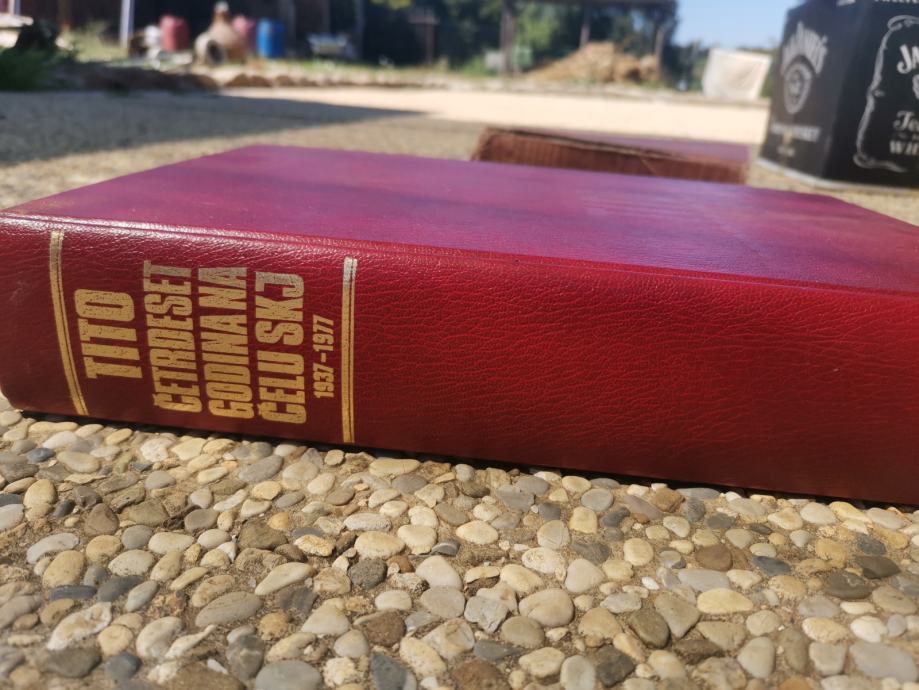 TITO
ČETRDESET
GODINA NA
ČELU SKJ
1937-1977